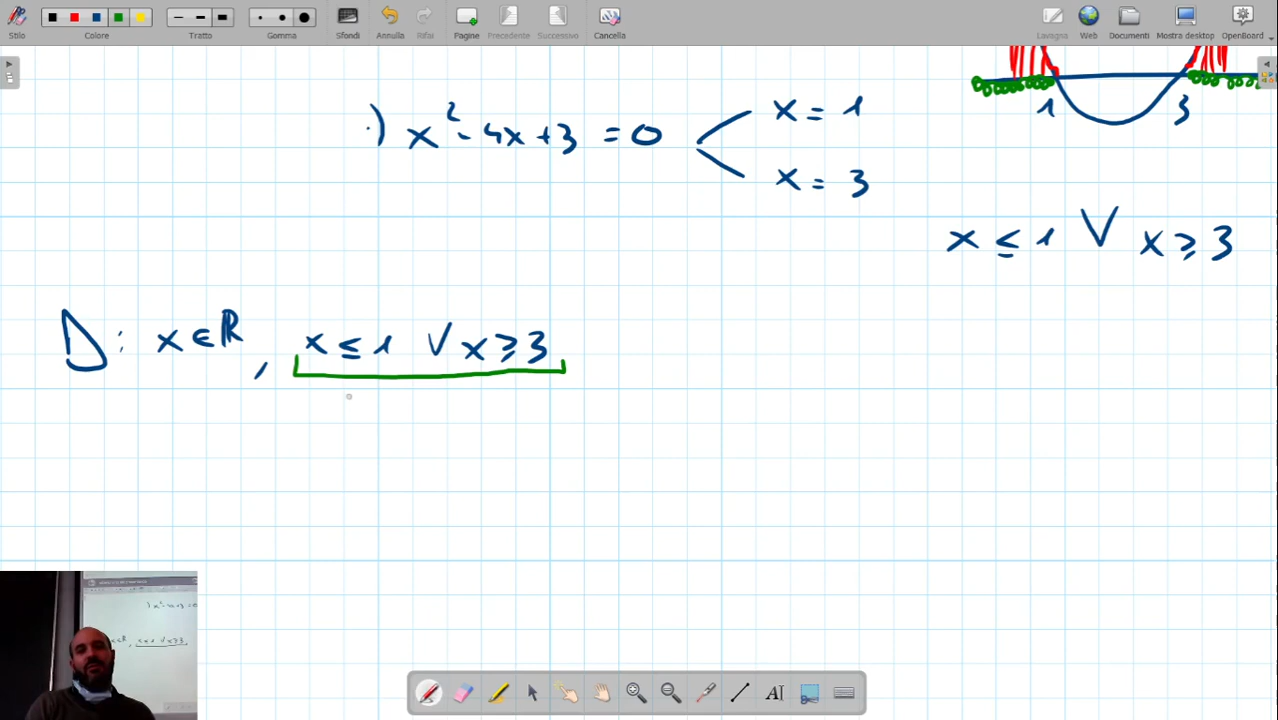 Stilo Colore Tratto Gomma Annulla Rifai Sfondi Pagine Precedente Successivo Cancella Lavagna Web Documenti Mostra desktop OpenBoard
1 3
·) x² - 4x + 3 = 0
x = 1
x = 3
x ≤ 1 ∨ x ≥ 3
D: x ∈ ℝ, x ≤ 1 ∨ x ≥ 3